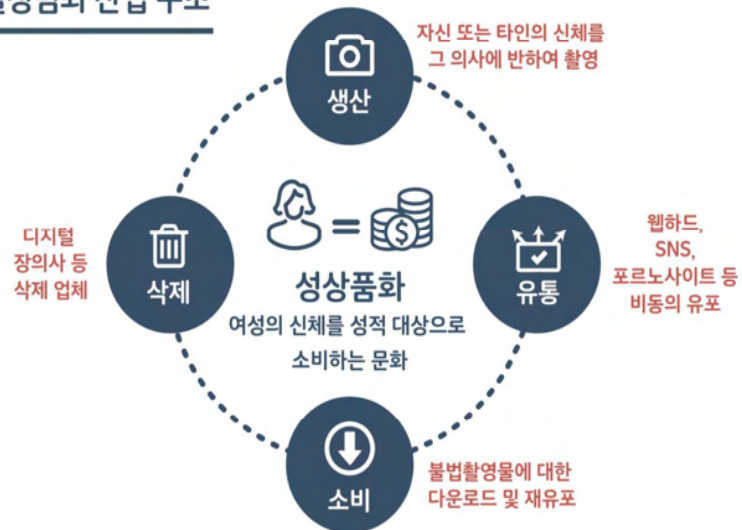 산업 구조
자신 또는 타인의 신체를
그 의사에 반하여 촬영
생산
디지털
장의사 등
삭제 업체
삭제
=
$
성상품화
여성의 신체를 성적 대상으로
소비하는 문화
유통
웹하드,
SNS,
포르노사이트 등
비동의 유포
소비
불법촬영물에 대한
다운로드 및 재유포